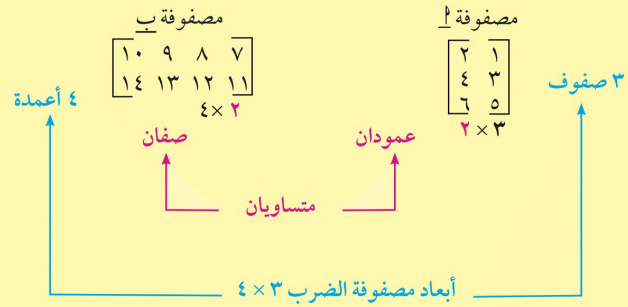 مصفوفة أ
مصفوفة ب
١ ٢
٣ ٤
٥ ٦
٧ ٨ ٩ ١٠
١١ ١٢ ١٣ ١٤
٣ × ٢
٢ × ٤
٣ صفوف
عمودان
صفان
٤ أعمدة
متساويان
أبعاد مصفوفة الضرب ٣ × ٤